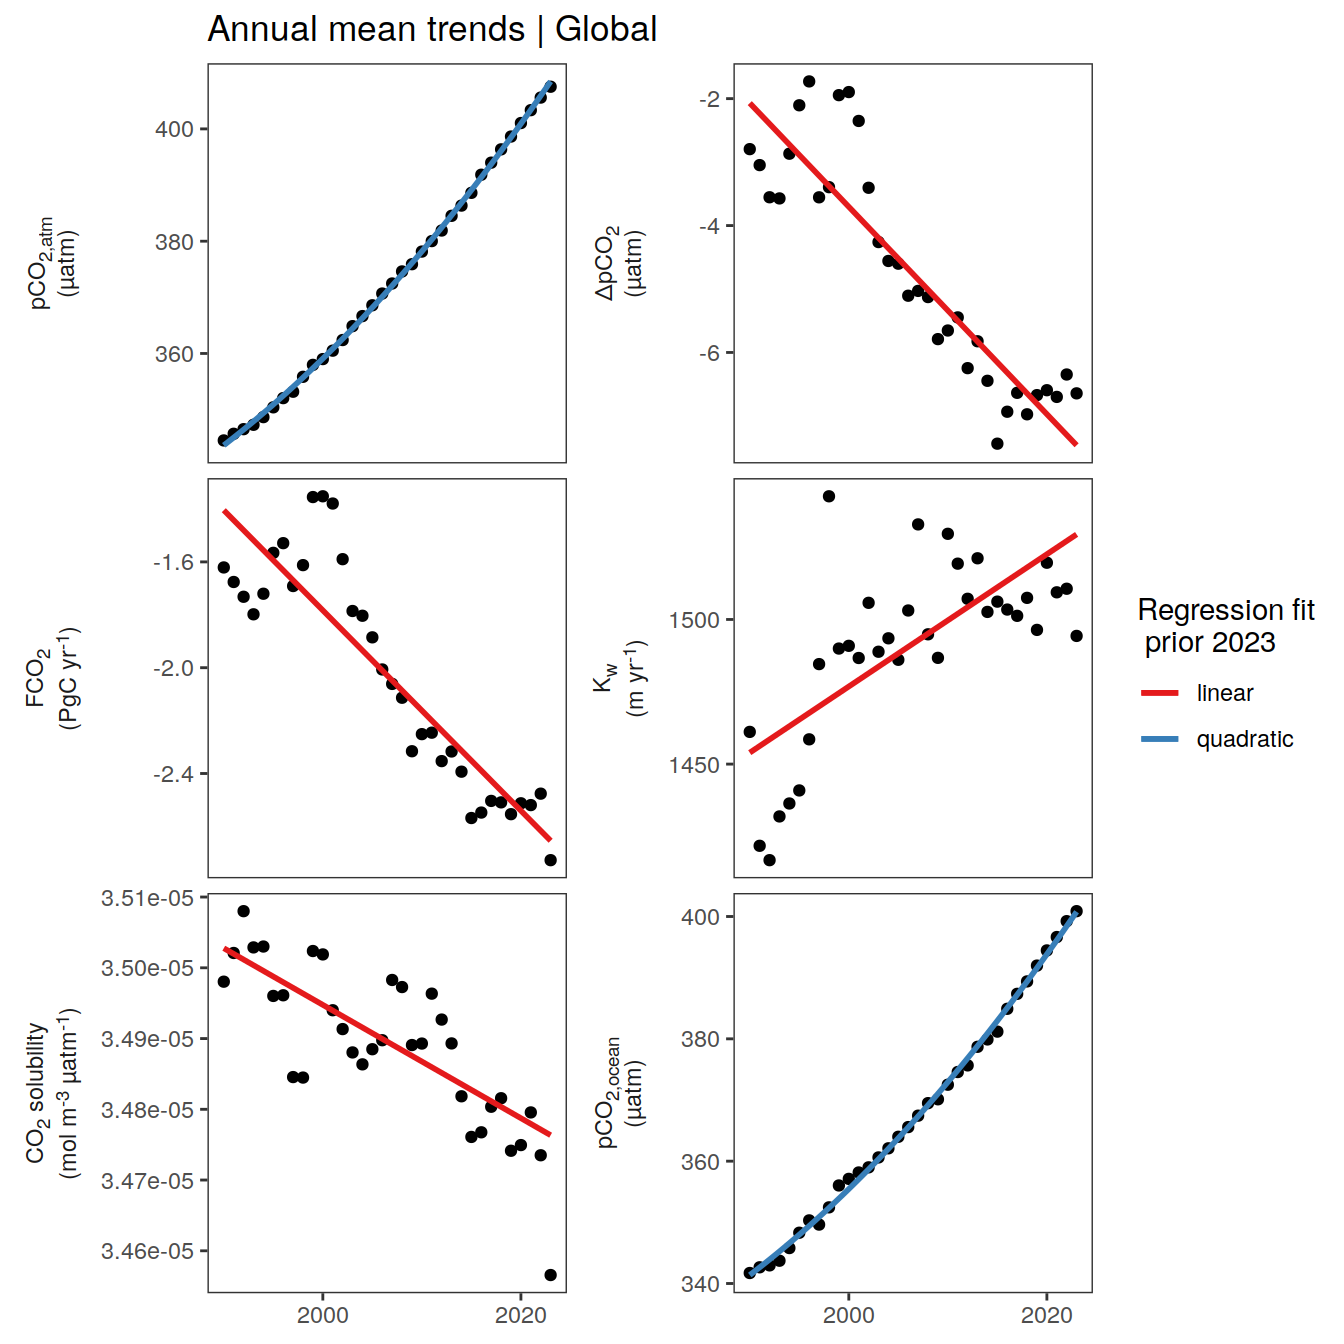 Annual mean trends | Global
pCO2,atm
(µatm)
400
380
360
ΔpCO2
(µatm)
-2
-4
-6
FCO2
(PgC yr-1)
-1.6
-2.0
-2.4
Kw
(m yr-1)
1500
1450
CO2 solubility
(mol m-3 µatm-1)
3.51e-05
3.50e-05
3.49e-05
3.48e-05
3.47e-05
3.46e-05
2000
2020
pCO2,ocean
(µatm)
400
380
360
340
2000
2020
Regression fit
prior 2023
linear
quadratic